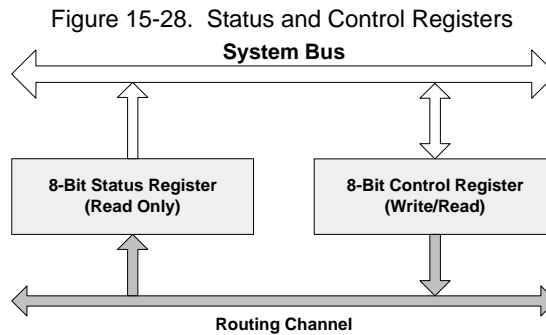 Figure 15-28. Status and Control Registers
System Bus
8-Bit Status Register
(Read Only)
8-Bit Control Register
(Write/Read)
Routing Channel